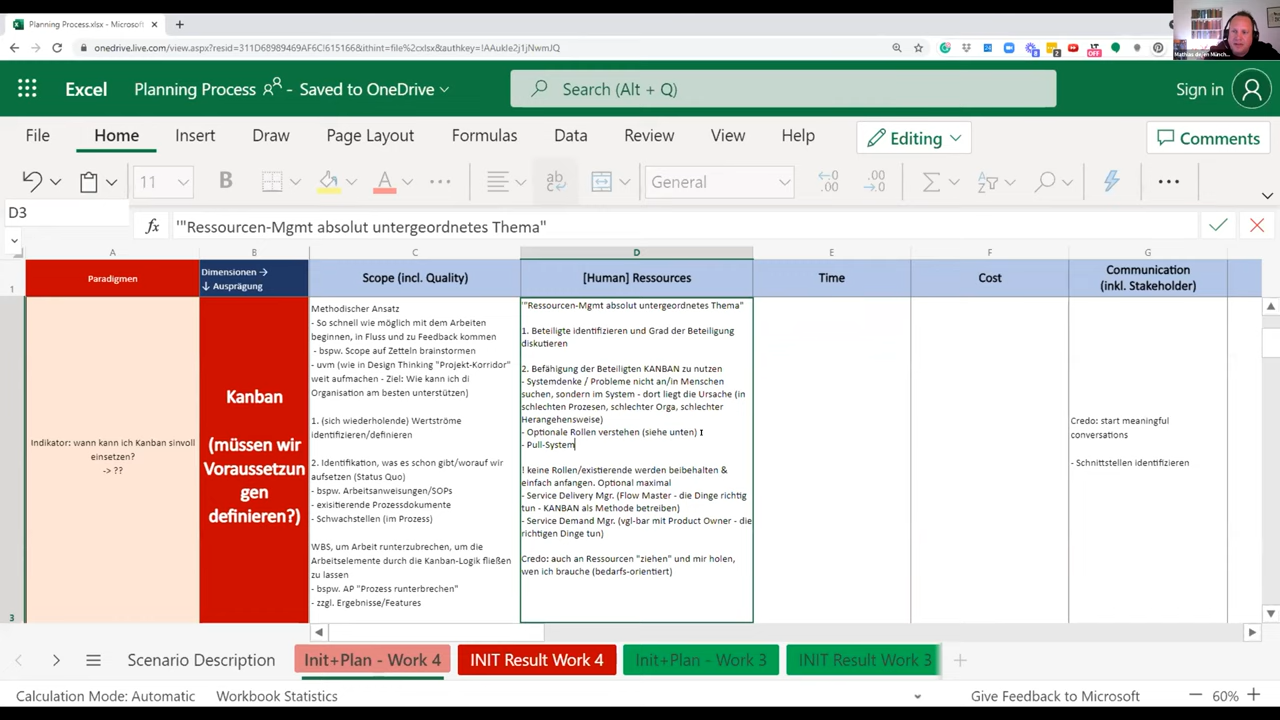 Planning Process.xlsx - Microsoft
onedrive.live.com/view.aspx?resid=311D68989469AF6C!615166&ithint=file%2cxlsx&authkey=!AAukle2j1jNwmJQ
Excel
Planning Process - Saved to OneDrive
Search (Alt + Q)
Sign in
File Home Insert Draw Page Layout Formulas Data Review View Help Editing Comments
11 B A ab General
D3
fx '"Ressourcen-Mgmt absolut untergeordnetes Thema"
A B C D E F G
1
Paradigmen
Dimensionen →
↓ Ausprägung
Scope (incl. Quality)
[Human] Ressources
Time
Cost
Communication
(inkl. Stakeholder)
3
Indikator: wann kann ich Kanban sinvoll
einsetzen?
-> ??
Kanban
(müssen wir
Voraussetzun
gen
definieren?)
Methodischer Ansatz
- So schnell wie möglich mit dem Arbeiten
beginnen, in Fluss und zu Feedback kommen
- bspw. Scope auf Zetteln brainstormen
- uvm (wie in Design Thinking "Projekt-Korridor"
weit aufmachen - Ziel: Wie kann ich di
Organisation am besten unterstützen)
1. (sich wiederholende) Wertströme
identifizieren/definieren
2. Identifikation, was es schon gibt/worauf wir
aufsetzen (Status Quo)
- bspw. Arbeitsanweisungen/SOPs
- exisitierende Prozessdokumente
- Schwachstellen (im Prozess)
WBS, um Arbeit runterzubrechen, um die
Arbeitselemente durch die Kanban-Logik fließen
zu lassen
- bspw. AP "Prozess runterbrechen"
- zzgl. Ergebnisse/Features
'"Ressourcen-Mgmt absolut untergeordnetes Thema"
1. Beteiligte identifizieren und Grad der Beteiligung
diskutieren
2. Befähigung der Beteiligten KANBAN zu nutzen
- Systemdenke / Probleme nicht an/in Menschen
suchen, sondern im System - dort liegt die Ursache (in
schlechten Prozesen, schlechter Orga, schlechter
Herangehensweise)
- Optionale Rollen verstehen (siehe unten)
- Pull-System
! keine Rollen/existierende werden beibehalten &
einfach anfangen. Optional maximal
- Service Delivery Mgr. (Flow Master - die Dinge richtig
tun - KANBAN als Methode betreiben)
- Service Demand Mgr. (vgl-bar mit Product Owner - die
richtigen Dinge tun)
Credo: auch an Ressourcen "ziehen" und mir holen,
wen ich brauche (bedarfs-orientiert)
Credo: start meaningful
conversations
- Schnittstellen identifizieren
Scenario Description
Init+Plan - Work 4
INIT Result Work 4
Init+Plan - Work 3
INIT Result Work 3
Calculation Mode: Automatic Workbook Statistics
Give Feedback to Microsoft
60%